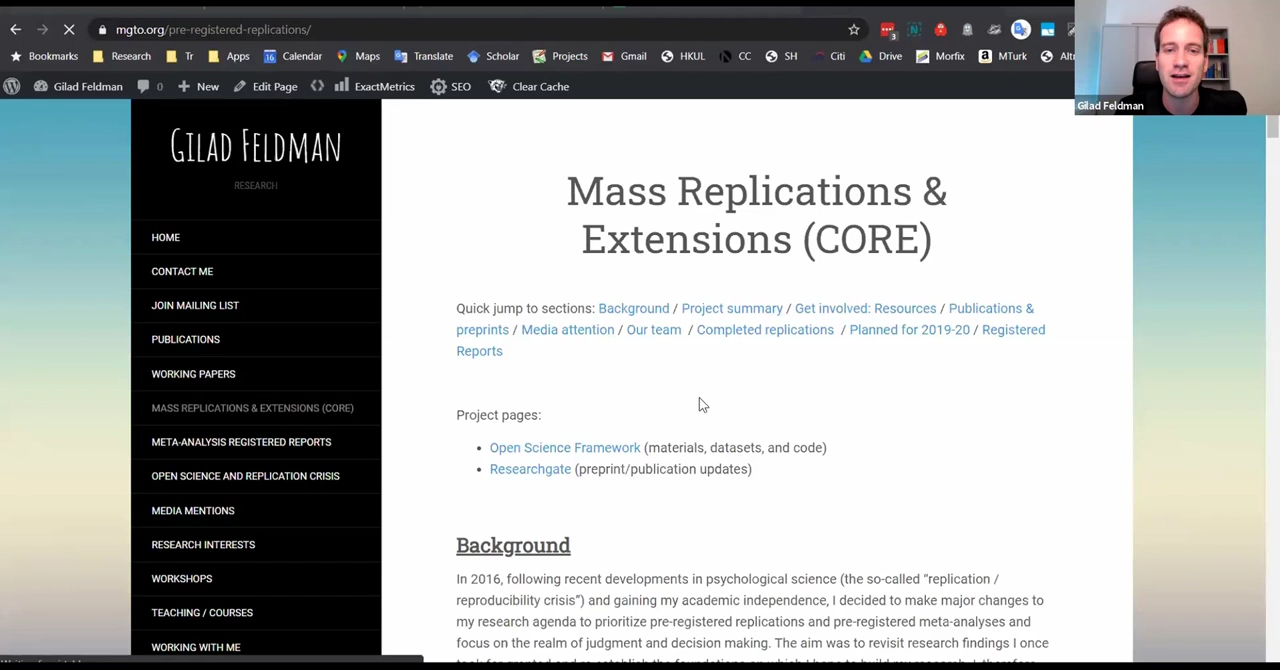 mgto.org/pre-registered-replications/
3
Bookmarks Research Tr Apps 16 Calendar Maps Translate Scholar Projects Gmail HKUL CC SH Citi Drive Morfix a MTurk
Gilad Feldman 0 New Edit Page ExactMetrics SEO Clear Cache
Gilad Feldman
GILAD FELDMAN
RESEARCH
HOME
CONTACT ME
JOIN MAILING LIST
PUBLICATIONS
WORKING PAPERS
MASS REPLICATIONS & EXTENSIONS (CORE)
META-ANALYSIS REGISTERED REPORTS
OPEN SCIENCE AND REPLICATION CRISIS
MEDIA MENTIONS
RESEARCH INTERESTS
WORKSHOPS
TEACHING / COURSES
WORKING WITH ME
Mass Replications &
Extensions (CORE)
Quick jump to sections: Background / Project summary / Get involved: Resources / Publications &
preprints / Media attention / Our team / Completed replications / Planned for 2019-20 / Registered
Reports
Project pages:
• Open Science Framework (materials, datasets, and code)
• Researchgate (preprint/publication updates)
Background
In 2016, following recent developments in psychological science (the so-called “replication /
reproducibility crisis”) and gaining my academic independence, I decided to make major changes to
my research agenda to prioritize pre-registered replications and pre-registered meta-analyses and
focus on the realm of judgment and decision making. The aim was to revisit research findings I once